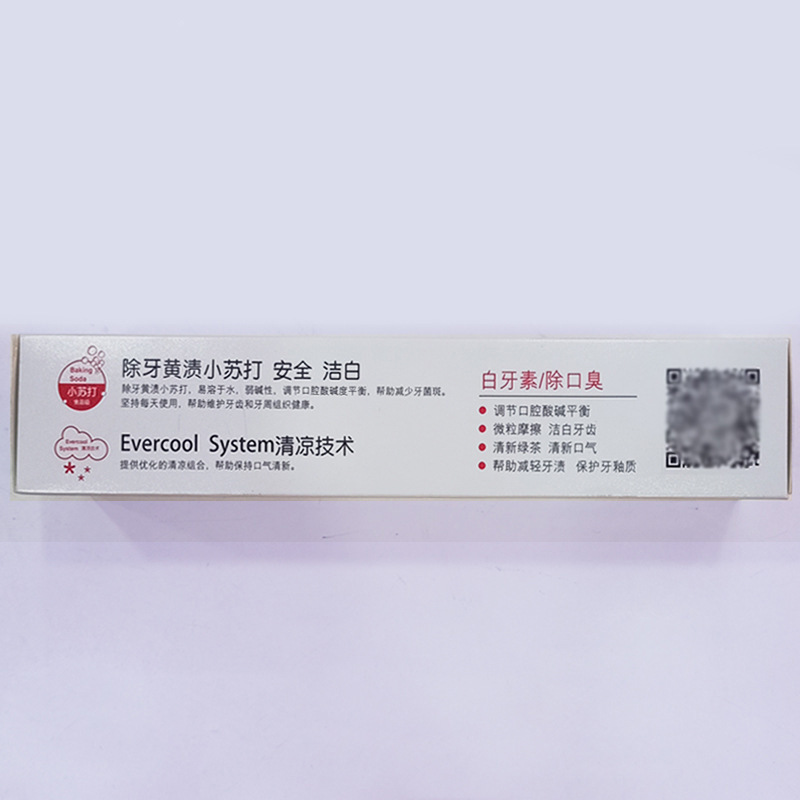 Baking
Soda
小苏打
食品级
除牙黄渍小苏打 安全 洁白
除牙黄渍小苏打，易溶于水，弱碱性，调节口腔酸碱度平衡，帮助减少牙菌斑。
坚持每天使用，帮助维护牙齿和牙周组织健康。
Evercool
System 清凉技术
Evercool System清凉技术
提供优化的清凉组合，帮助保持口气清新。
白牙素/除口臭
调节口腔酸碱平衡
微粒摩擦 洁白牙齿
清新绿茶 清新口气
帮助减轻牙渍 保护牙釉质